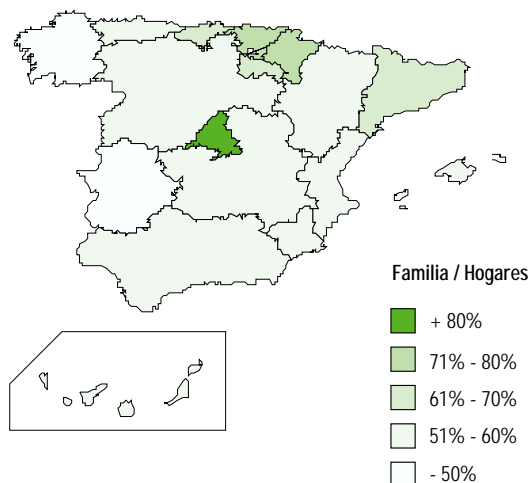 Familia / Hogares
+ 80%
71% - 80%
61% - 70%
51% - 60%
- 50%